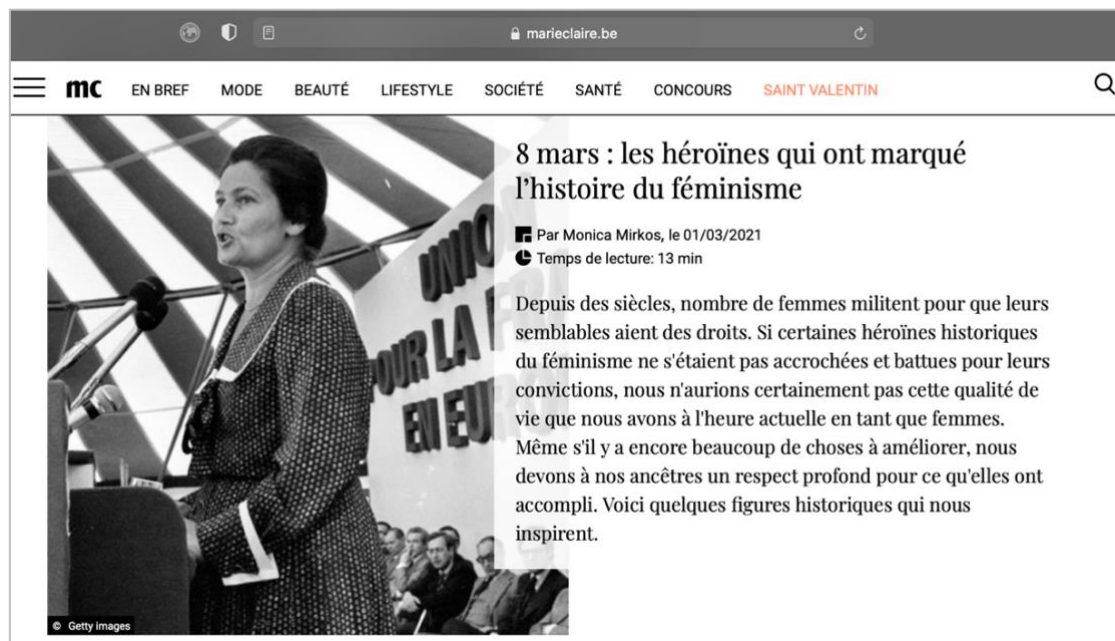 marieclaire.be
mc EN BREF MODE BEAUTÉ LIFESTYLE SOCIÉTÉ SANTÉ CONCOURS SAINT VALENTIN
8 mars : les héroïnes qui ont marqué
l’histoire du féminisme
Par Monica Mirkos, le 01/03/2021
Temps de lecture: 13 min
Depuis des siècles, nombre de femmes militent pour que leurs
semblables aient des droits. Si certaines héroïnes historiques
du féminisme ne s'étaient pas accrochées et battues pour leurs
convictions, nous n'aurions certainement pas cette qualité de
vie que nous avons à l'heure actuelle en tant que femmes.
Même s'il y a encore beaucoup de choses à améliorer, nous
devons à nos ancêtres un respect profond pour ce qu'elles ont
accompli. Voici quelques figures historiques qui nous
inspirent.
UNION
POUR LA FRA
EN EUROP
© Getty images